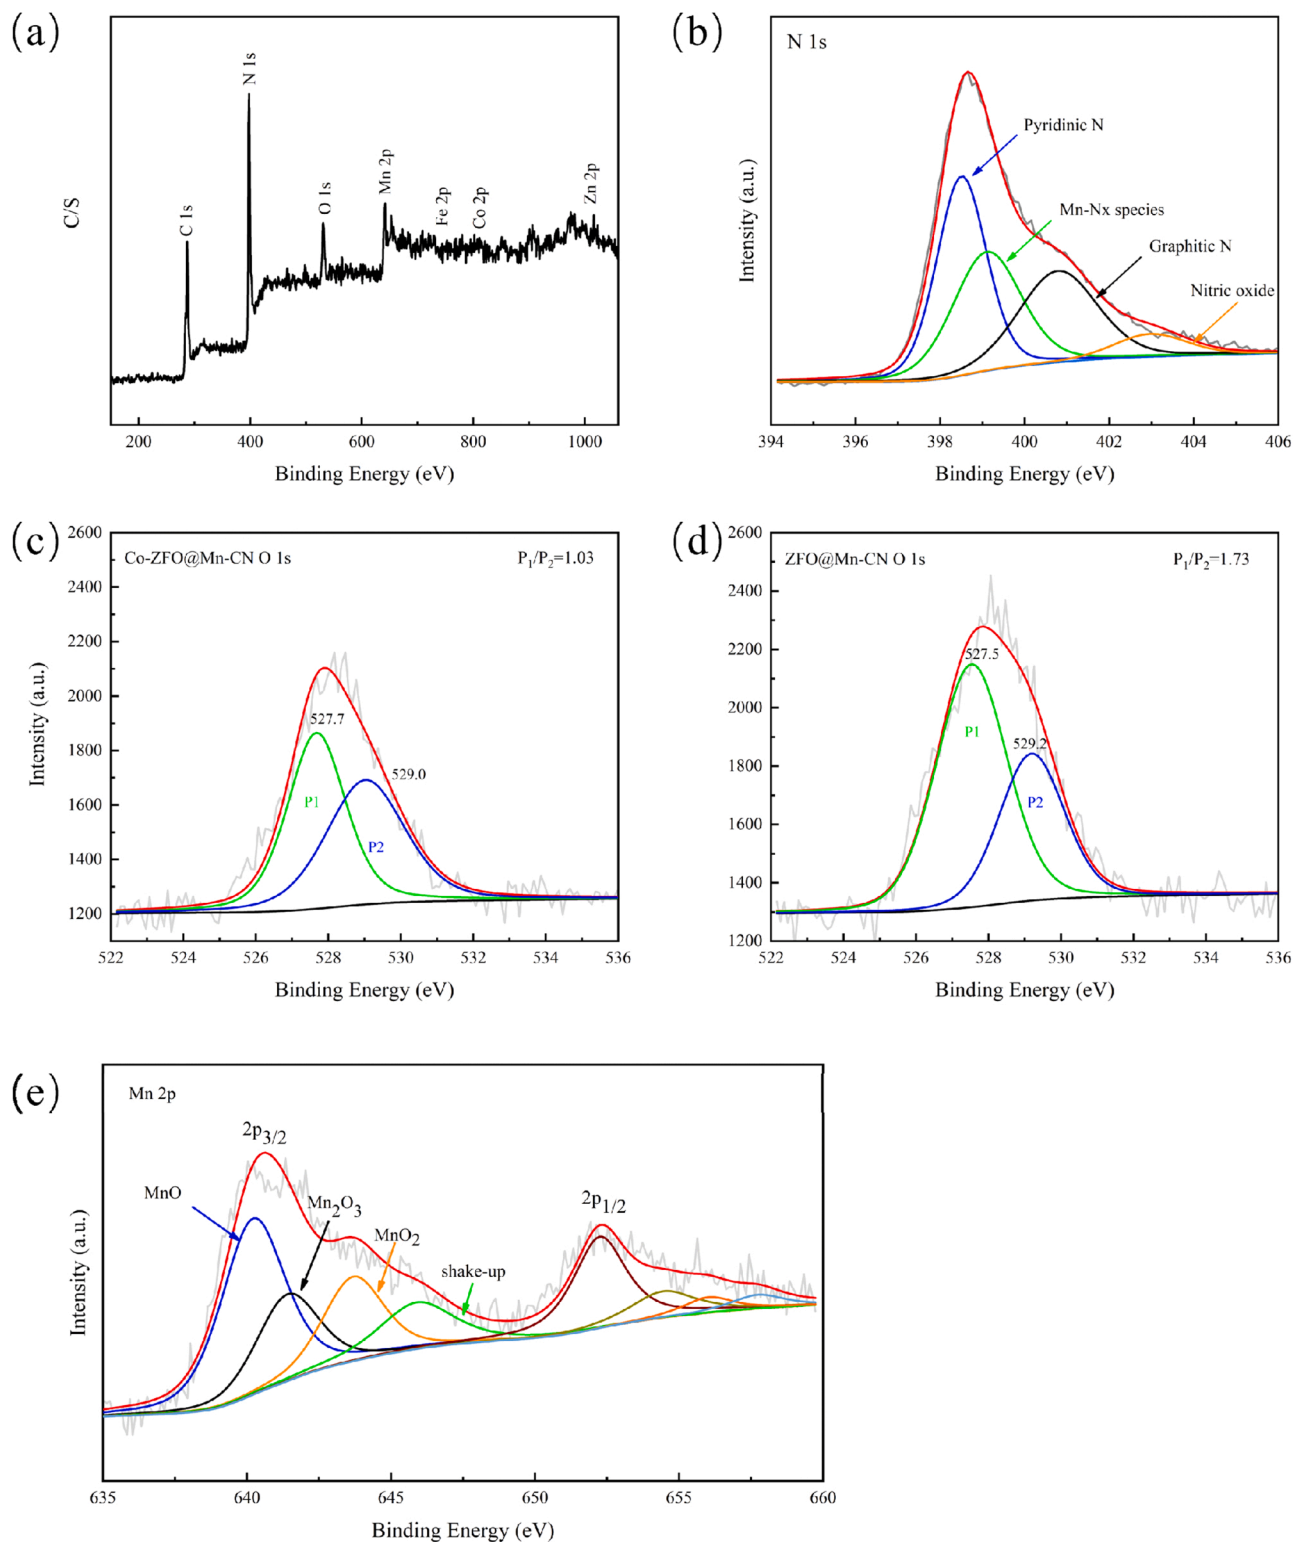 (a)
C 1s
N 1s
O 1s
Mn 2p
Fe 2p
Co 2p
Zn 2p
C/S
200 400 600 800 1000
Binding Energy (eV)
(b)
N 1s
Pyridinic N
Mn-Nx species
Graphitic N
Nitric oxide
Intensity (a.u.)
394 396 398 400 402 404 406
Binding Energy (eV)
(c)
Co-ZFO@Mn-CN O 1s
P1/P2=1.03
2600
2400
2200
2000
1800
1600
1400
1200
527.7
529.0
P1
P2
Intensity (a.u.)
522 524 526 528 530 532 534 536
Binding Energy (eV)
(d)
ZFO@Mn-CN O 1s
P1/P2=1.73
2600
2400
2200
2000
1800
1600
1400
1200
527.5
529.2
P1
P2
Intensity (a.u.)
522 524 526 528 530 532 534 536
Binding Energy (eV)
(e)
Mn 2p
2p3/2
MnO
Mn2O3
MnO2
shake-up
2p1/2
Intensity (a.u.)
635 640 645 650 655 660
Binding Energy (eV)